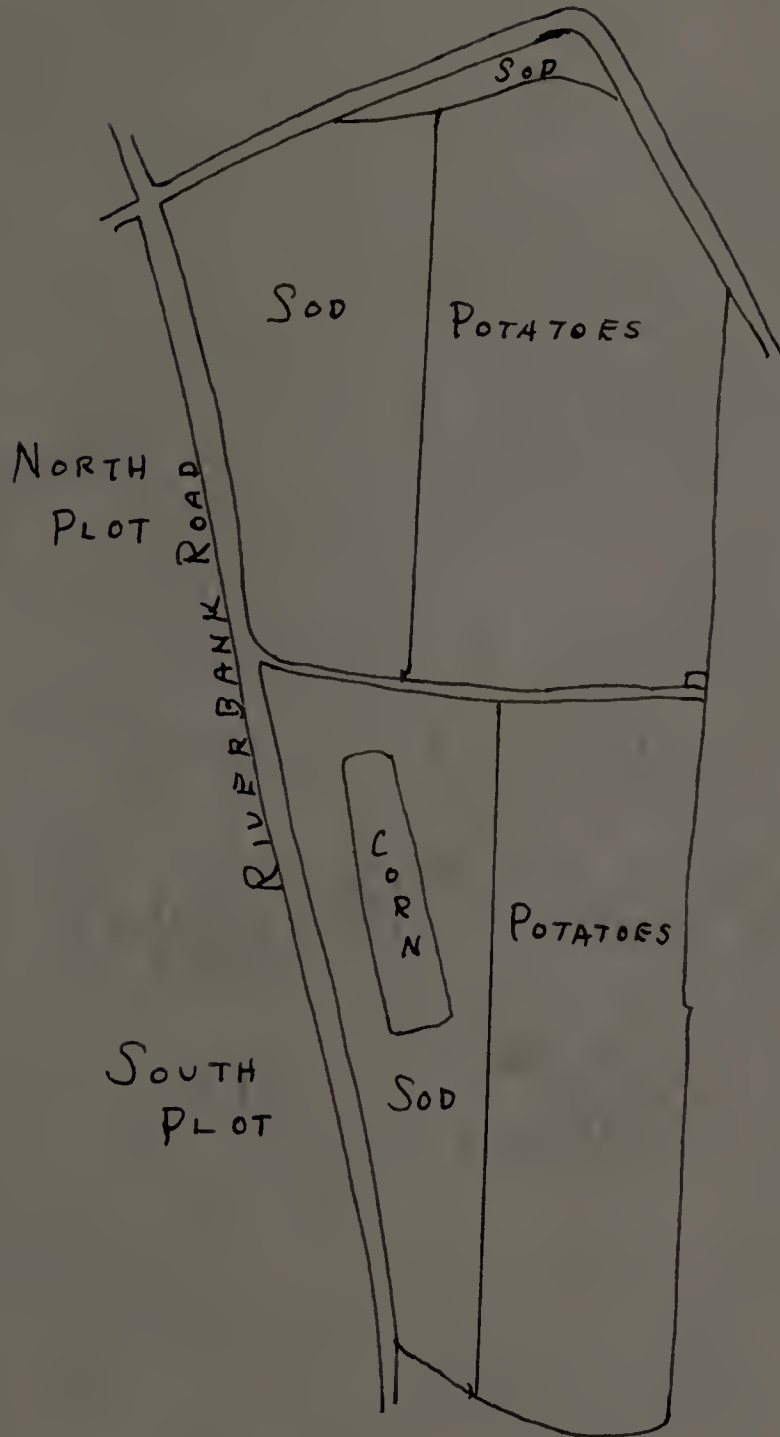 SOD
SOD
POTATOES
NORTH
PLOT
RIVERBANK ROAD
CORN
POTATOES
SOUTH
PLOT
SOD